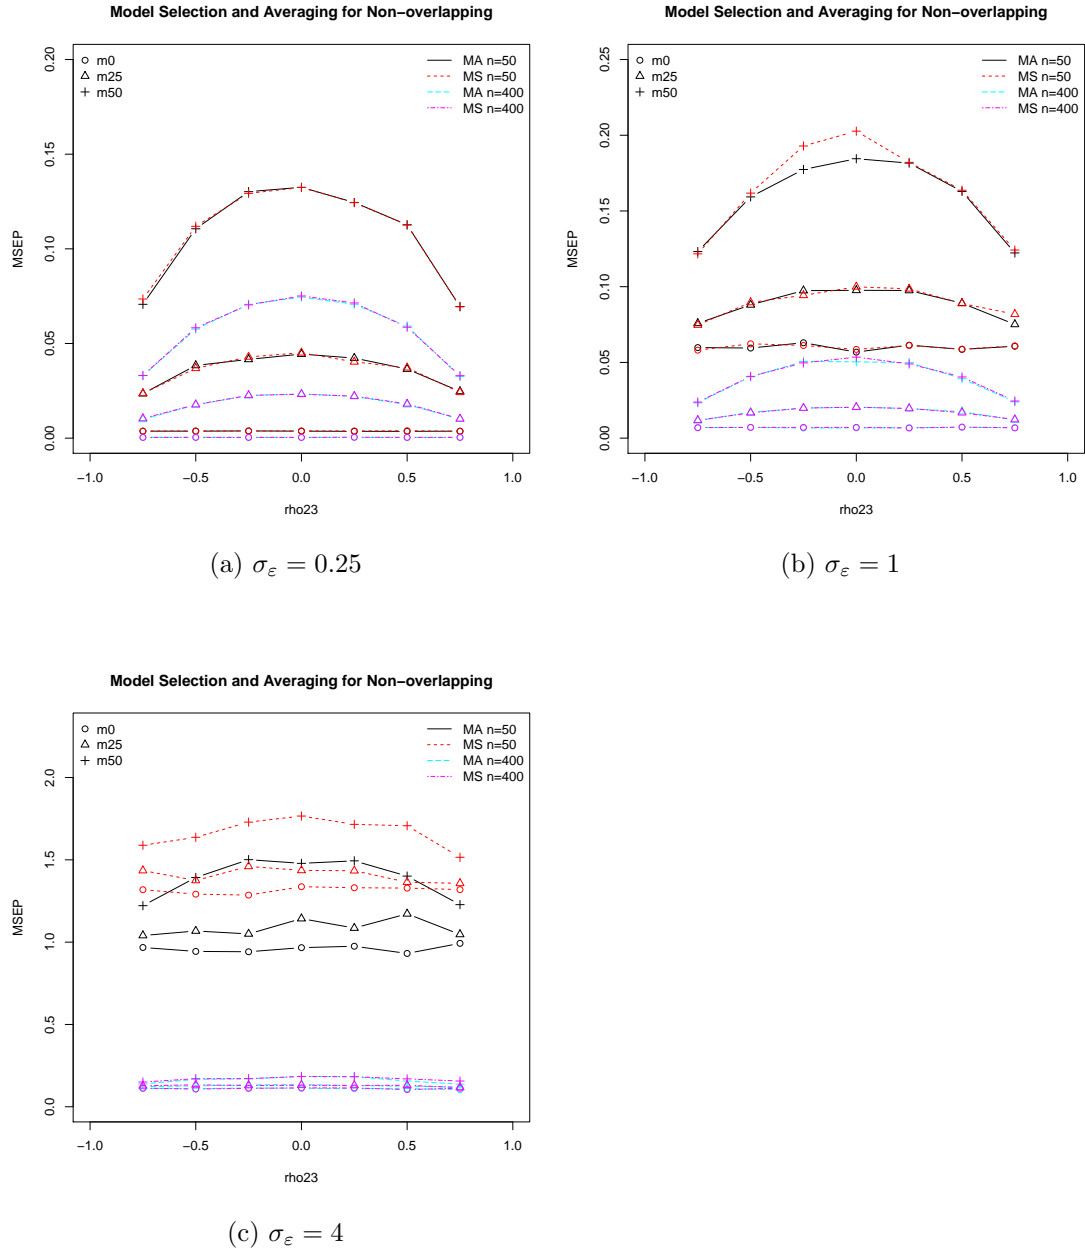 Model Selection and Averaging for Non−overlapping
m0
m25
m50
MA n=50
MS n=50
MA n=400
MS n=400
0.00
0.05
0.10
0.15
0.20
MSEP
−1.0
−0.5
0.0
0.5
1.0
rho23
(a) σε = 0.25
Model Selection and Averaging for Non−overlapping
m0
m25
m50
MA n=50
MS n=50
MA n=400
MS n=400
0.00
0.05
0.10
0.15
0.20
0.25
MSEP
−1.0
−0.5
0.0
0.5
1.0
rho23
(b) σε = 1
Model Selection and Averaging for Non−overlapping
m0
m25
m50
MA n=50
MS n=50
MA n=400
MS n=400
0.0
0.5
1.0
1.5
2.0
MSEP
−1.0
−0.5
0.0
0.5
1.0
rho23
(c) σε = 4